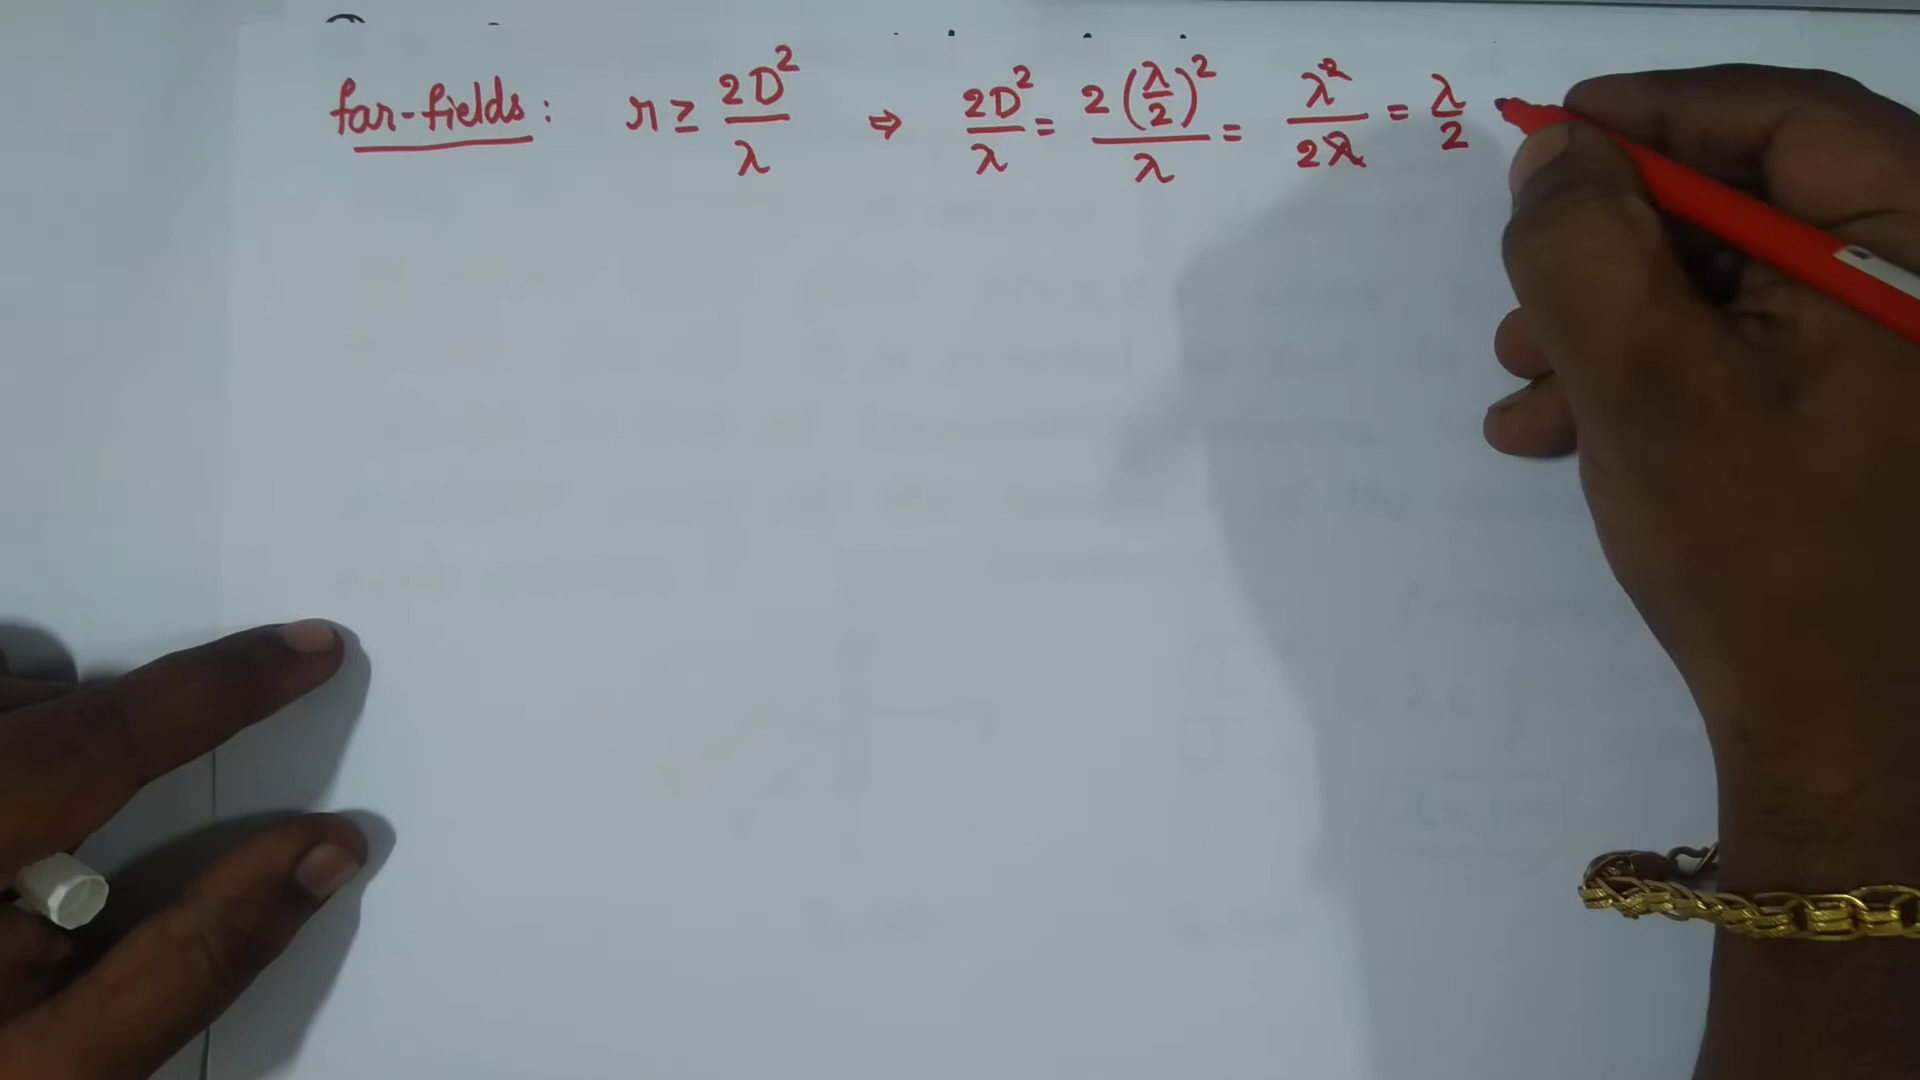 far-fields: r ≥ 2D²/λ ⇒ 2D²/λ = 2(λ/2)²/λ = λ²/2λ = λ/2